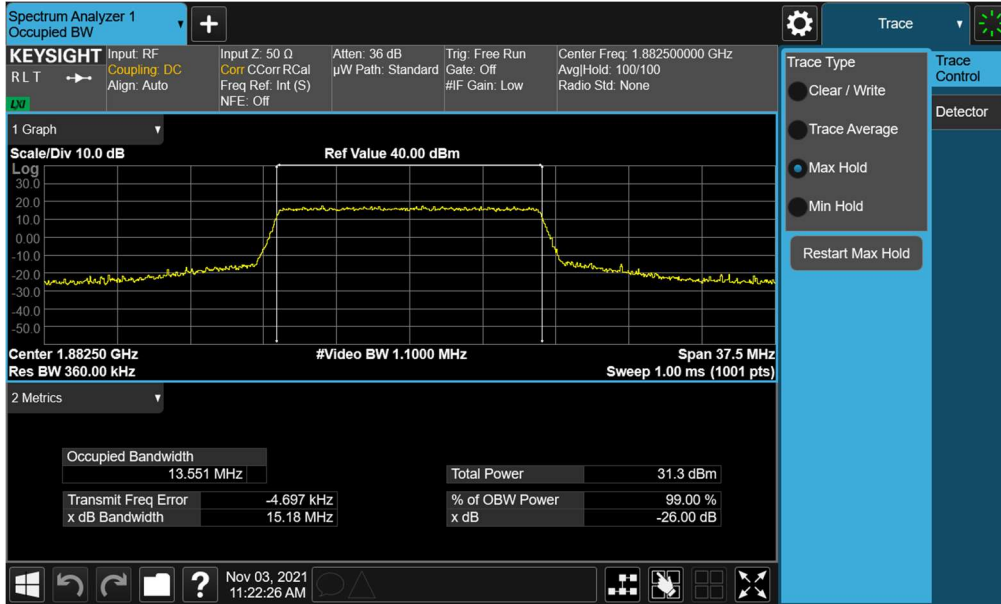 Spectrum Analyzer 1
Occupied BW
+
Trace
KEYSIGHT
R L T
LXI
Input: RF
Coupling: DC
Align: Auto
Input Z: 50 Ω
Corr CCorr RCal
Freq Ref: Int (S)
NFE: Off
Atten: 36 dB
µW Path: Standard
Trig: Free Run
Gate: Off
#IF Gain: Low
Center Freq: 1.882500000 GHz
Avg|Hold: 100/100
Radio Std: None
Trace Type
Clear / Write
Trace Average
Max Hold
Min Hold
Restart Max Hold
Trace
Control
Detector
1 Graph
Scale/Div 10.0 dB
Ref Value 40.00 dBm
Log
30.0
20.0
10.0
0.00
-10.0
-20.0
-30.0
-40.0
-50.0
Center 1.88250 GHz
#Video BW 1.1000 MHz
Span 37.5 MHz
Res BW 360.00 kHz
Sweep 1.00 ms (1001 pts)
2 Metrics
Occupied Bandwidth
13.551 MHz
Total Power 31.3 dBm
Transmit Freq Error -4.697 kHz
% of OBW Power 99.00 %
x dB Bandwidth 15.18 MHz
x dB -26.00 dB
?
Nov 03, 2021
11:22:26 AM